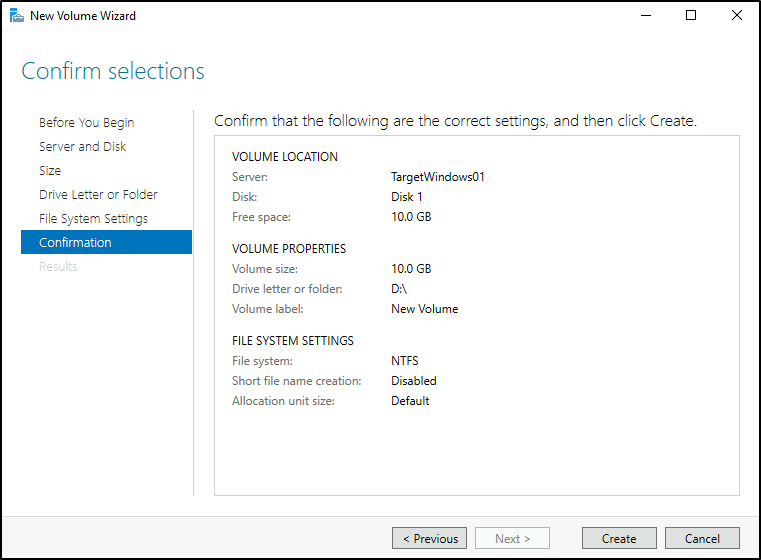 New Volume Wizard
Confirm selections
Before You Begin
Server and Disk
Size
Drive Letter or Folder
File System Settings
Confirmation
Results
Confirm that the following are the correct settings, and then click Create.
VOLUME LOCATION
Server: TargetWindows01
Disk: Disk 1
Free space: 10.0 GB
VOLUME PROPERTIES
Volume size: 10.0 GB
Drive letter or folder: D:\
Volume label: New Volume
FILE SYSTEM SETTINGS
File system: NTFS
Short file name creation: Disabled
Allocation unit size: Default
< Previous Next > Create Cancel